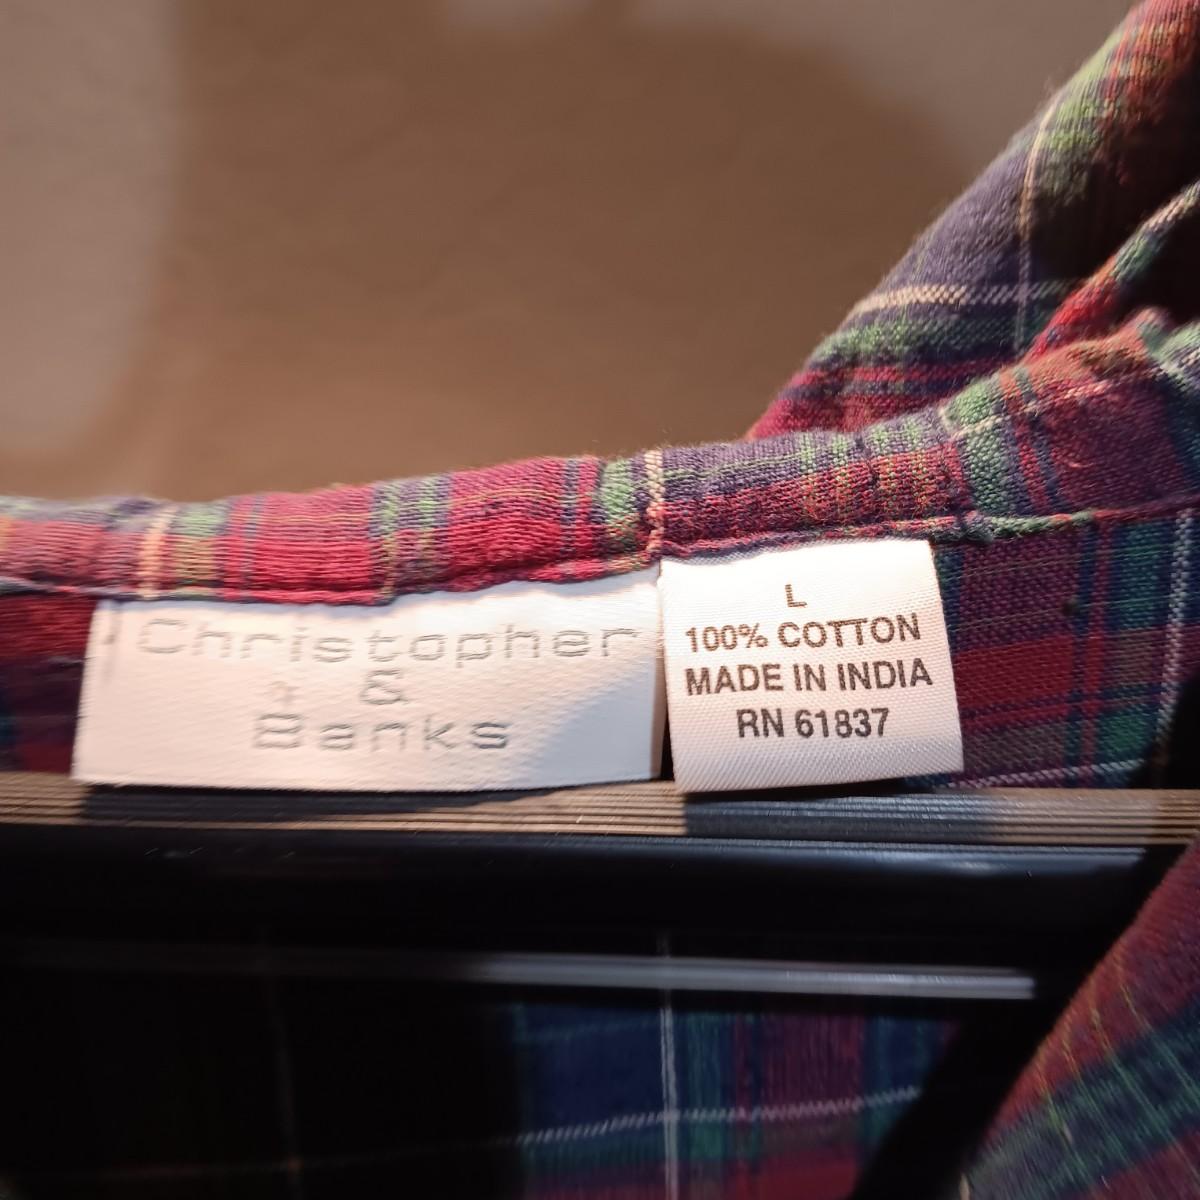 Christopher
&
Banks
L
100% COTTON
MADE IN INDIA
RN 61837